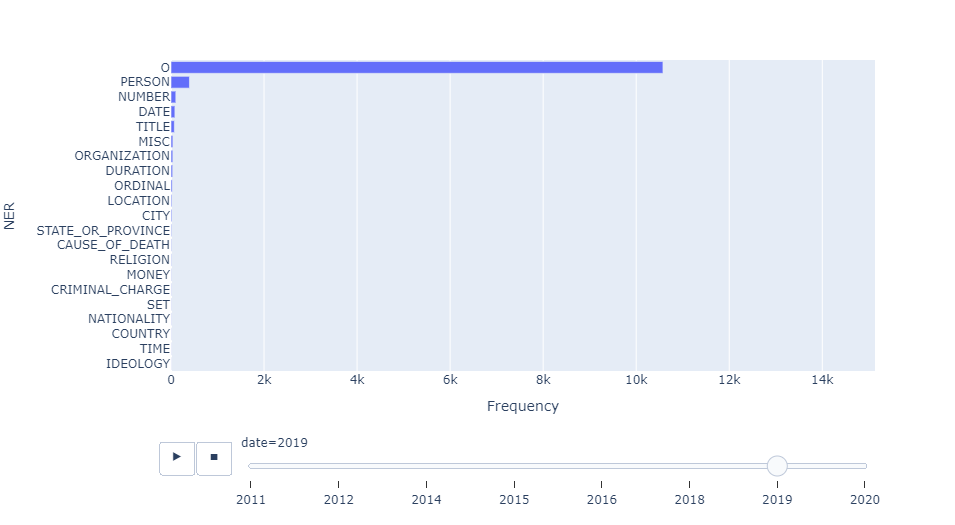 O
PERSON
NUMBER
DATE
TITLE
MISC
ORGANIZATION
DURATION
ORDINAL
LOCATION
CITY
STATE_OR_PROVINCE
CAUSE_OF_DEATH
RELIGION
MONEY
CRIMINAL_CHARGE
SET
NATIONALITY
COUNTRY
TIME
IDEOLOGY
NER
0 2k 4k 6k 8k 10k 12k 14k
Frequency
date=2019
2011 2012 2014 2015 2016 2018 2019 2020